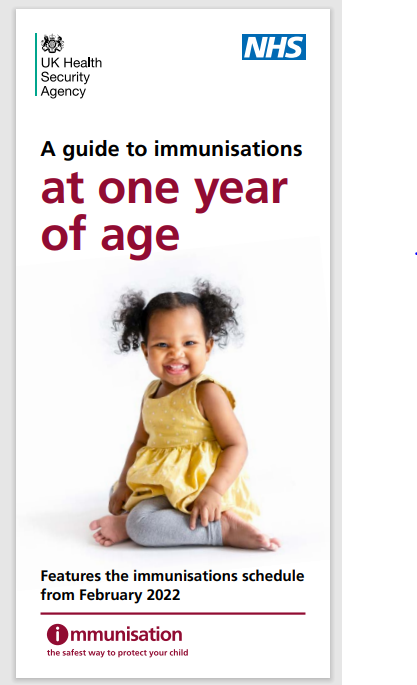 UK Health
Security
Agency
NHS
A guide to immunisations
at one year
of age
Features the immunisations schedule
from February 2022
immunisation
the safest way to protect your child